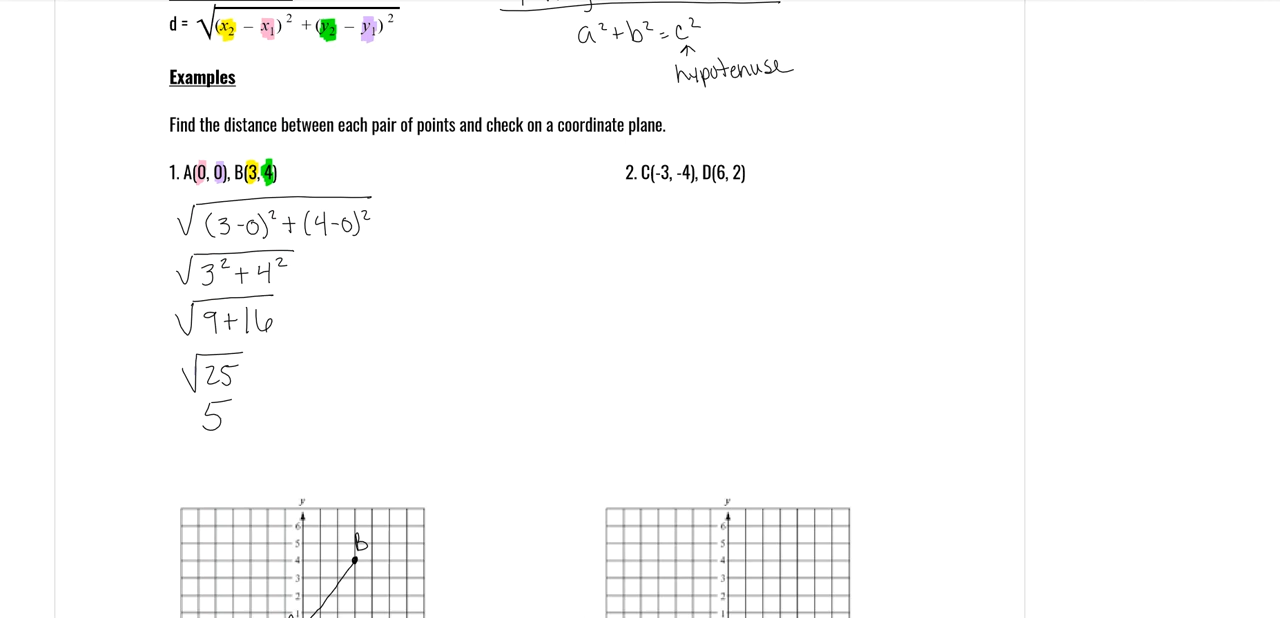 d = √(x₂ − x₁)² + (y₂ − y₁)²
a² + b² = c²
↑
hypotenuse
Examples
Find the distance between each pair of points and check on a coordinate plane.
1. A(0, 0), B(3, 4)
√(3-0)² + (4-0)²
√3² + 4²
√9+16
√25
5
2. C(-3, -4), D(6, 2)
y
6
B
5
4
3
2
1
y
6
5
4
3
2
1